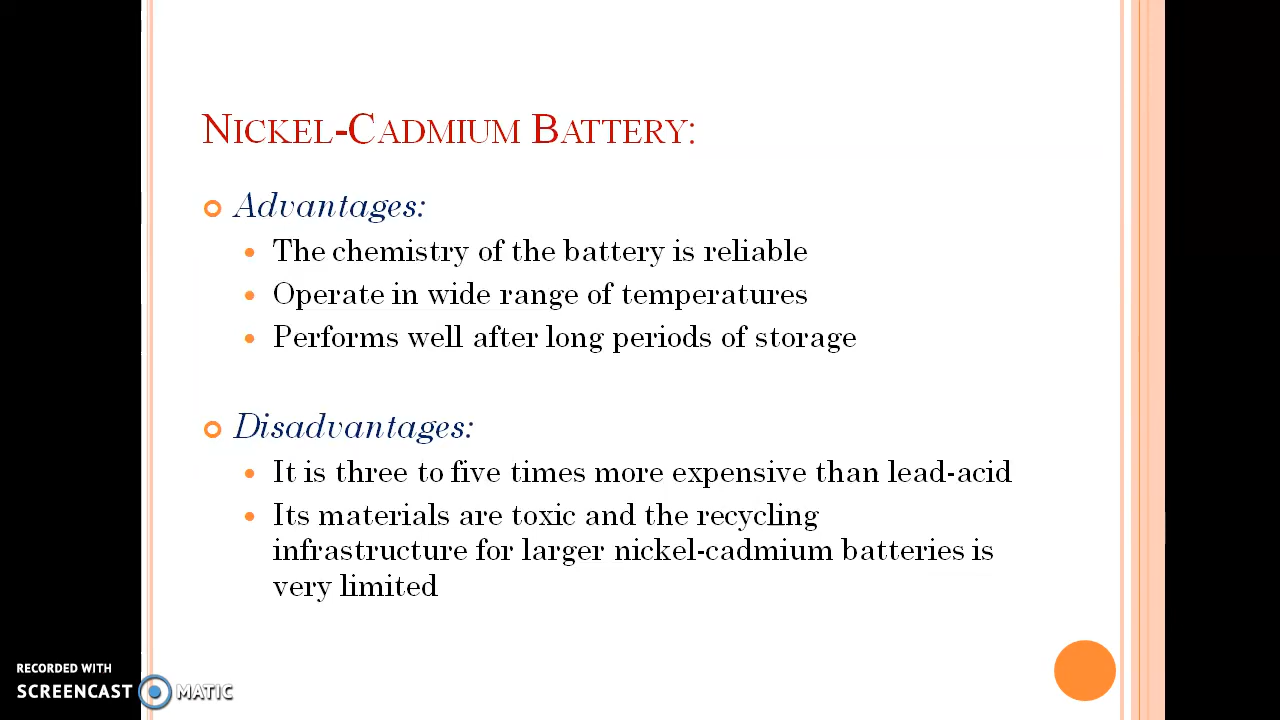 NICKEL-CADMIUM BATTERY:
Advantages:
The chemistry of the battery is reliable
Operate in wide range of temperatures
Performs well after long periods of storage
Disadvantages:
It is three to five times more expensive than lead-acid
Its materials are toxic and the recycling
infrastructure for larger nickel-cadmium batteries is
very limited
RECORDED WITH
SCREENCAST MATIC